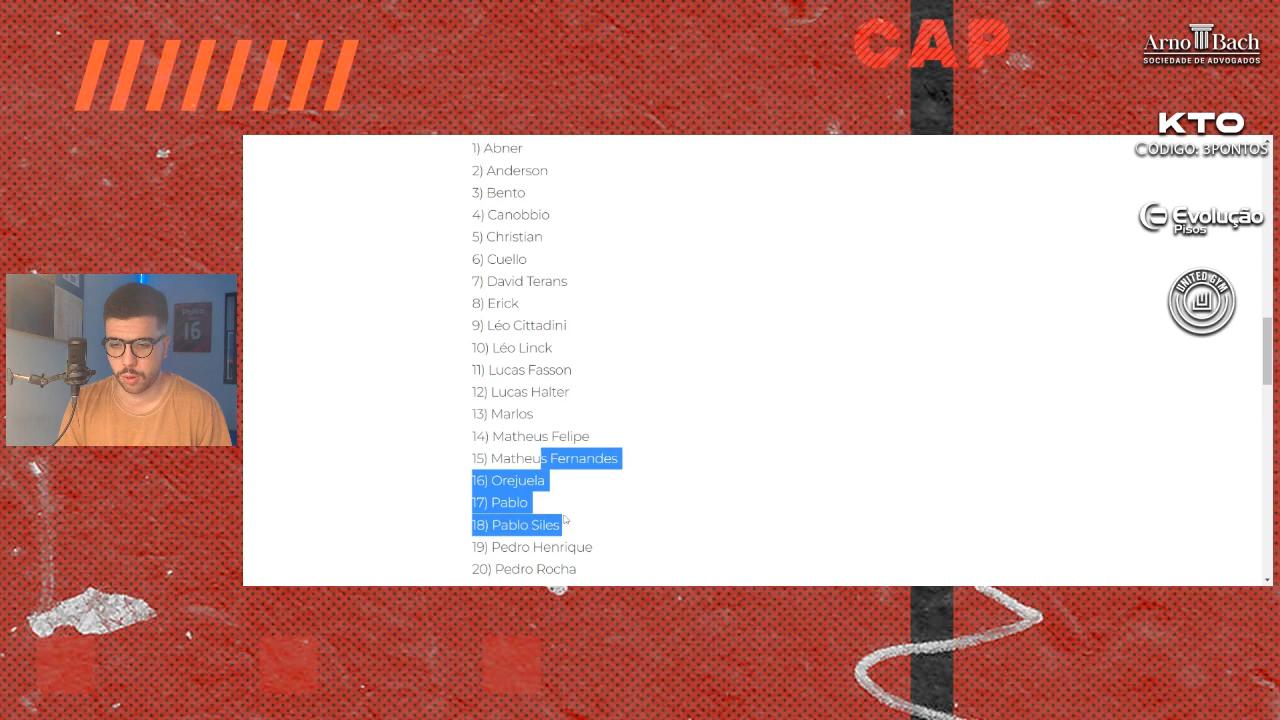 CAP
Arno Bach
SOCIEDADE DE ADVOGADOS
KTO
CÓDIGO: 3PONTOS
Evolução
Pisos
UNITED GYM
16
1) Abner
2) Anderson
3) Bento
4) Canobbio
5) Christian
6) Cuello
7) David Terans
8) Erick
9) Léo Cittadini
10) Léo Linck
11) Lucas Fasson
12) Lucas Halter
13) Marlos
14) Matheus Felipe
15) Matheus Fernandes
16) Orejuela
17) Pablo
18) Pablo Siles
19) Pedro Henrique
20) Pedro Rocha